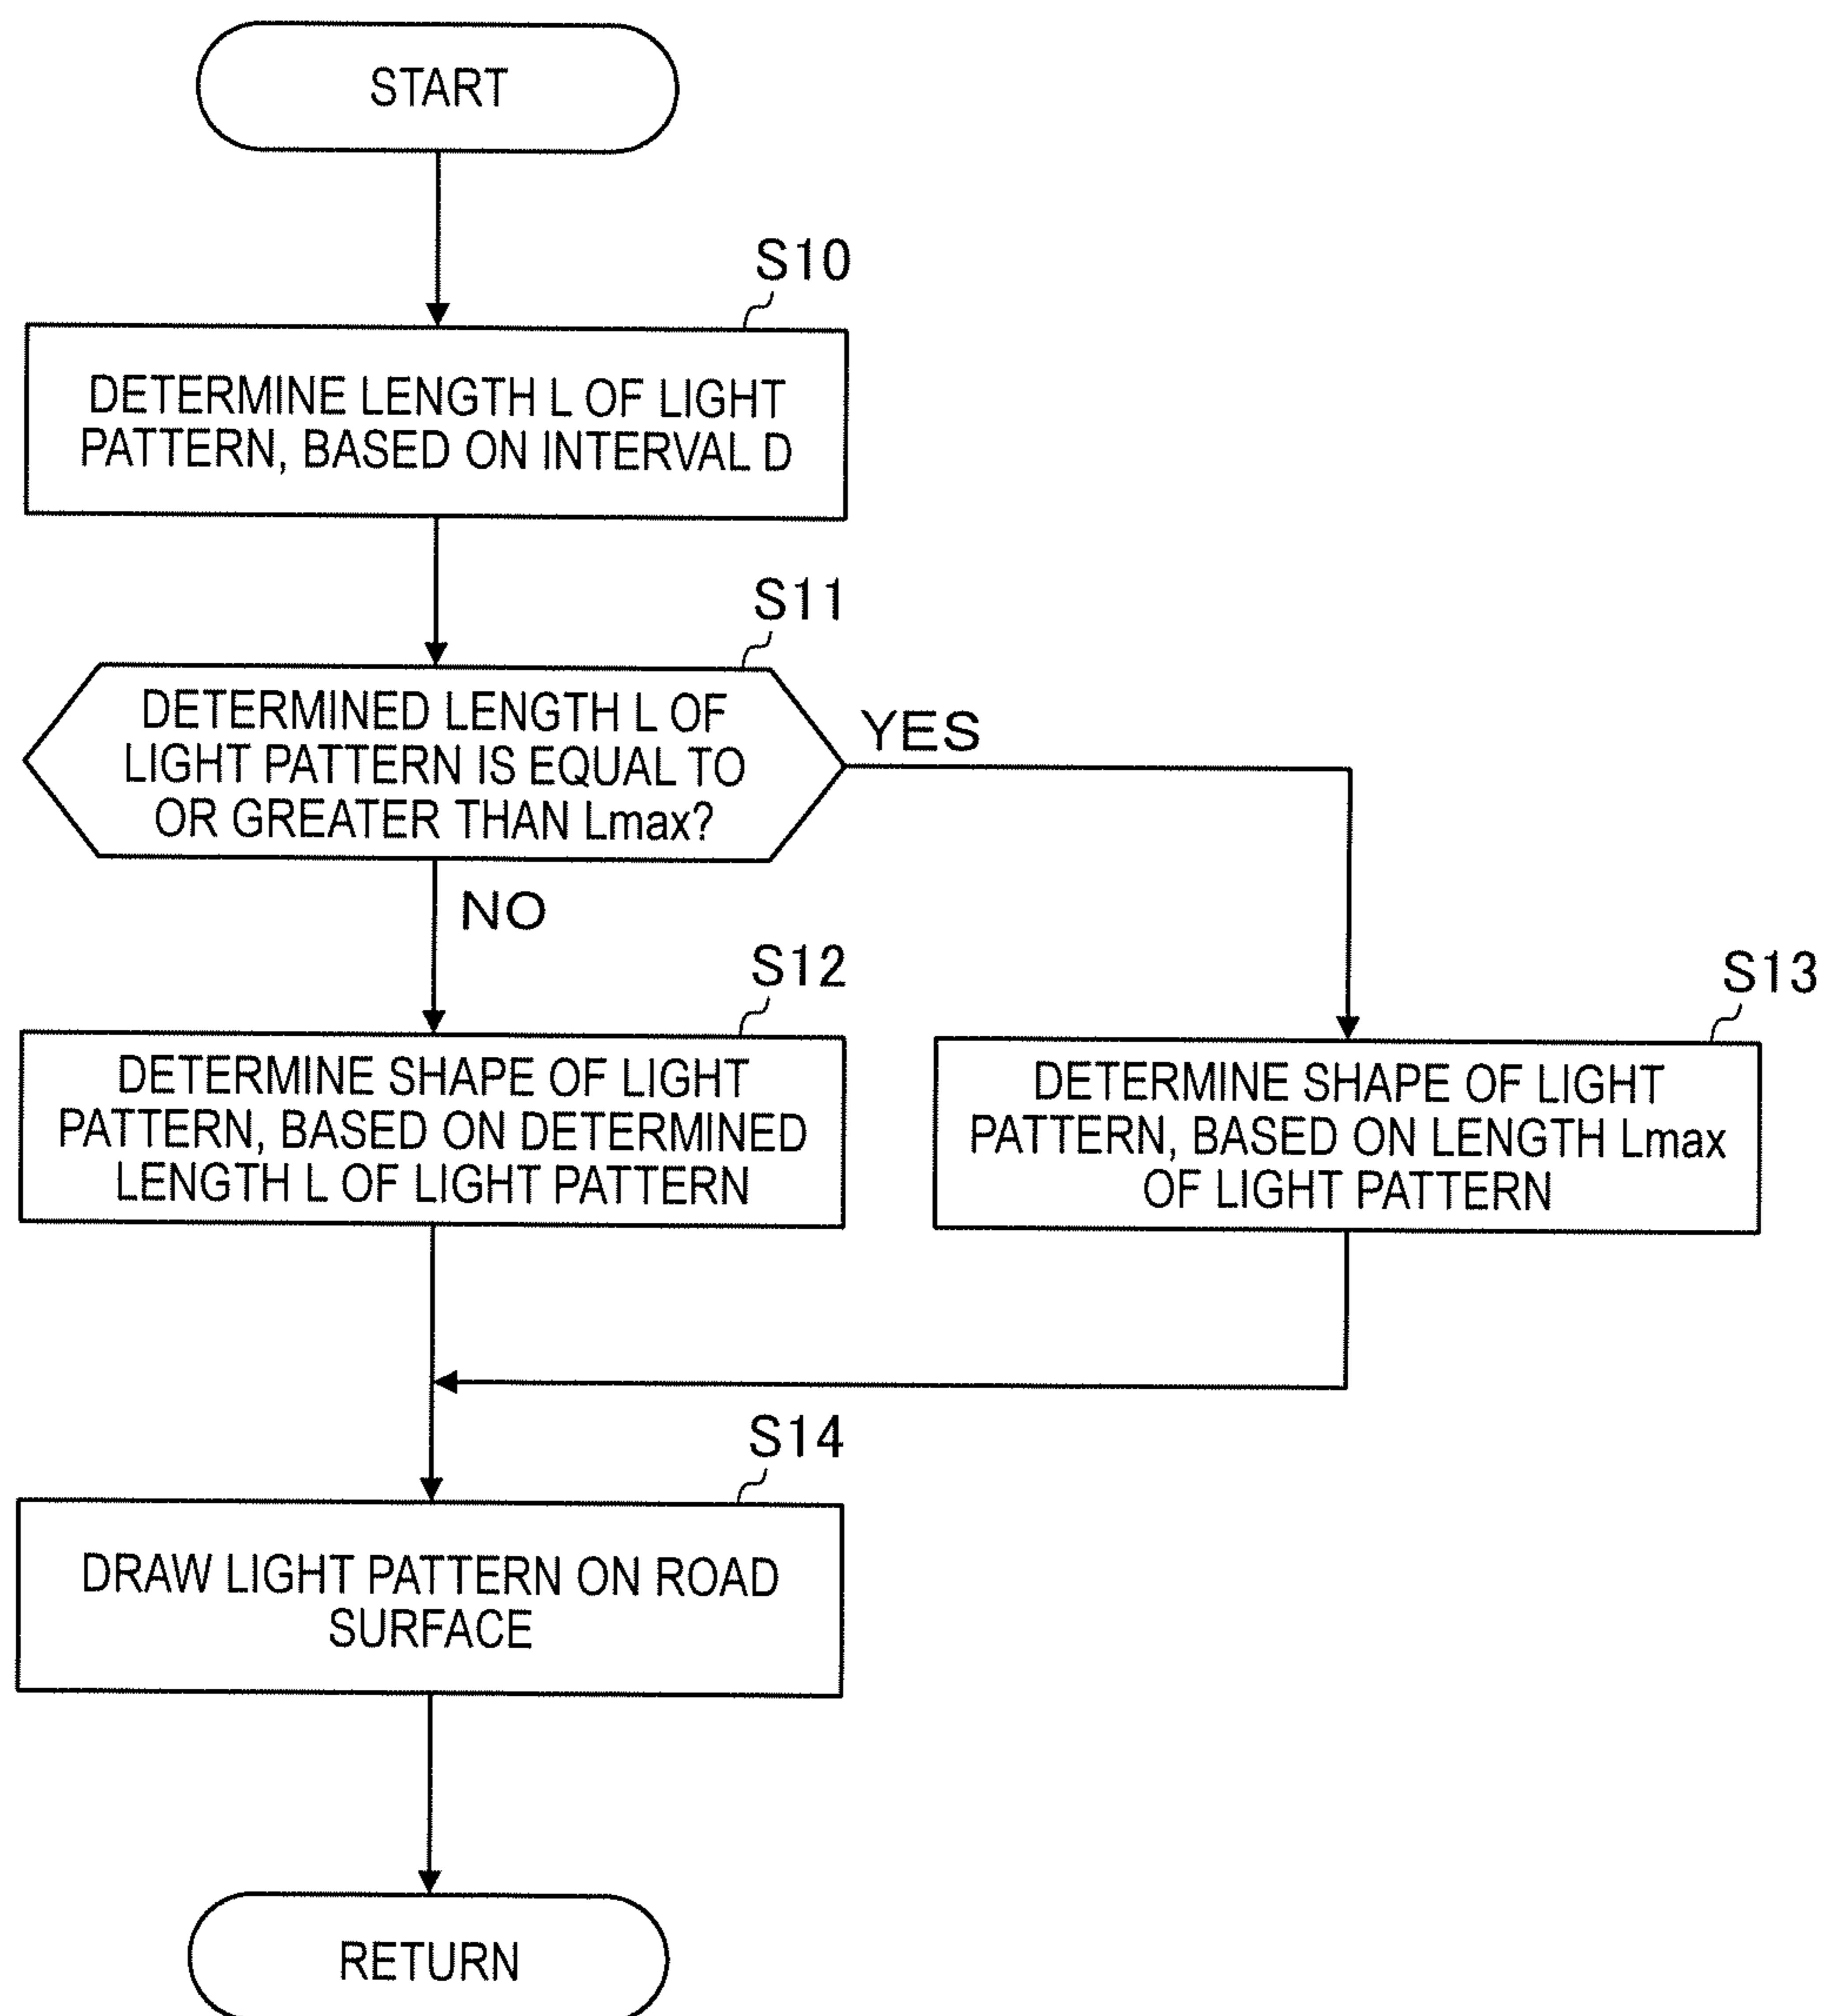 START
S10
DETERMINE LENGTH L OF LIGHT
PATTERN, BASED ON INTERVAL D
S11
DETERMINED LENGTH L OF
LIGHT PATTERN IS EQUAL TO
OR GREATER THAN Lmax?
YES
NO
S12
DETERMINE SHAPE OF LIGHT
PATTERN, BASED ON DETERMINED
LENGTH L OF LIGHT PATTERN
S13
DETERMINE SHAPE OF LIGHT
PATTERN, BASED ON LENGTH Lmax
OF LIGHT PATTERN
S14
DRAW LIGHT PATTERN ON ROAD
SURFACE
RETURN